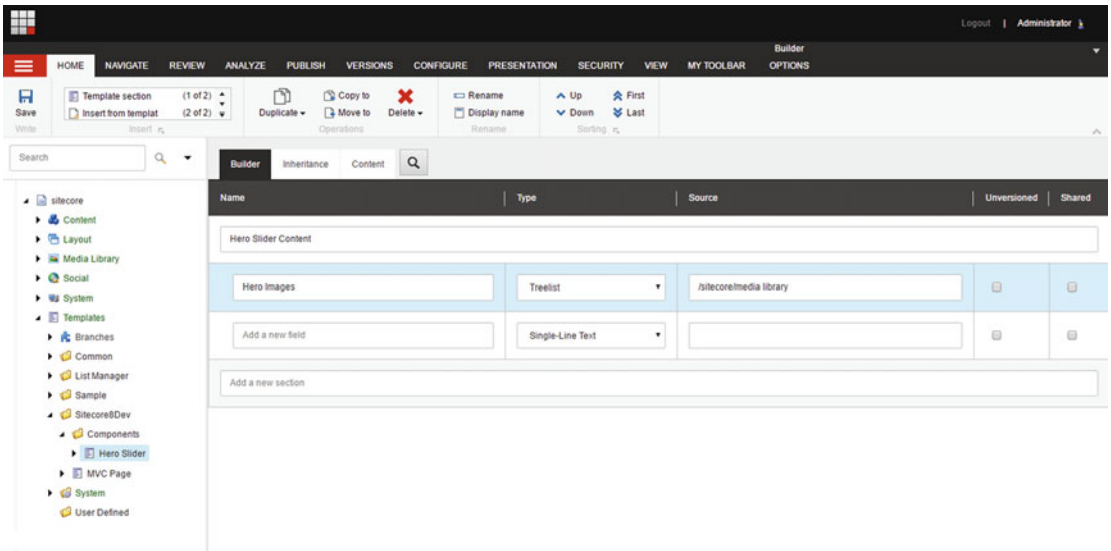 Logout | Administrator
Builder
HOME NAVIGATE REVIEW ANALYZE PUBLISH VERSIONS CONFIGURE PRESENTATION SECURITY VIEW MY TOOLBAR OPTIONS
Template section (1 of 2) Copy to Rename Up First
Save Insert from templat (2 of 2) Duplicate Move to Delete Display name Down Last
Write Insert Operations Rename Sorting
Search Builder Inheritance Content
Name Type Source Unversioned Shared
sitecore
Content
Hero Slider Content
Layout
Media Library
Social
Hero Images Treelist /sitecore/media library
System
Templates
Branches
Add a new field Single-Line Text
Common
List Manager
Add a new section
Sample
Sitecore8Dev
Components
Hero Slider
MVC Page
System
User Defined